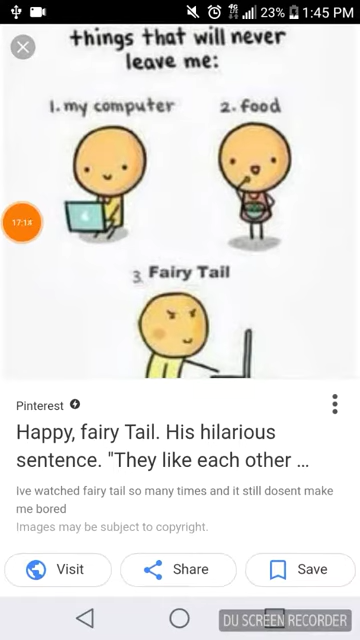 4G 23% 1:45 PM
things that will never
leave me:
1. my computer 2. food
17:14
3. Fairy Tail
Pinterest
Happy, fairy Tail. His hilarious
sentence. "They like each other ...
Ive watched fairy tail so many times and it still dosent make
me bored
Images may be subject to copyright.
Visit Share Save
DU SCREEN RECORDER